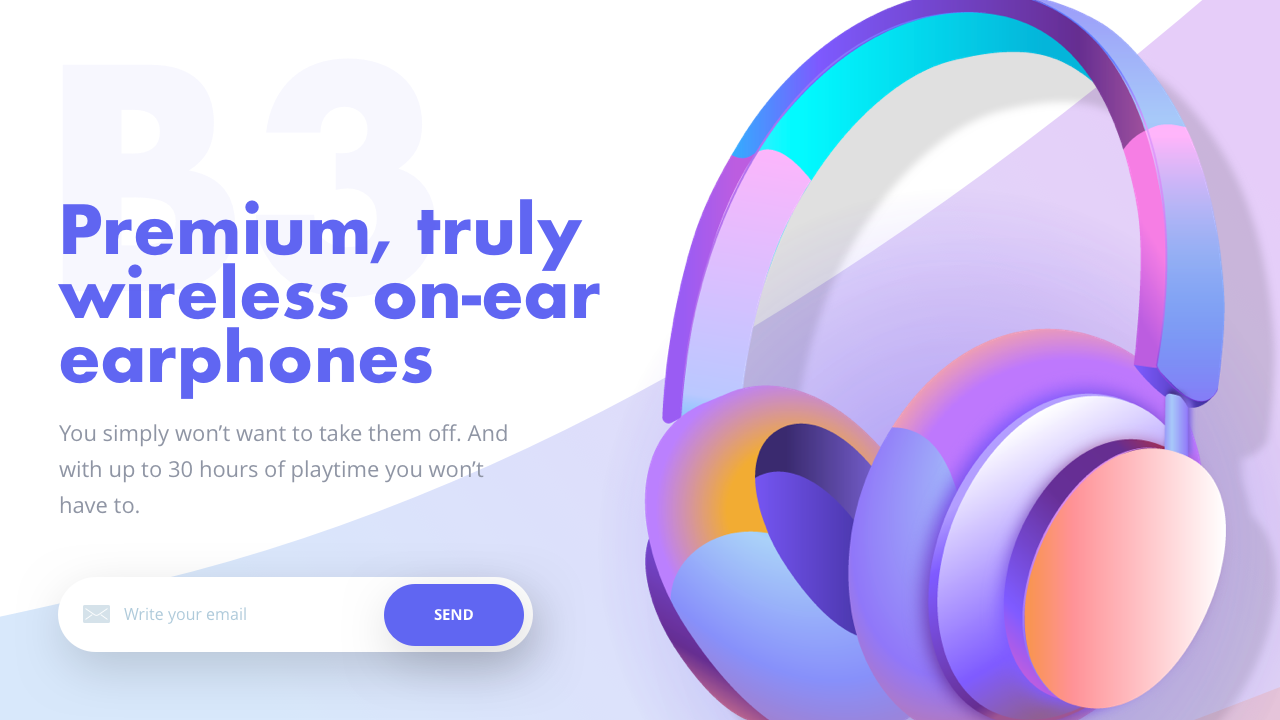 B3
Premium, truly
wireless on-ear
earphones
You simply won’t want to take them off. And
with up to 30 hours of playtime you won’t
have to.
Write your email
SEND